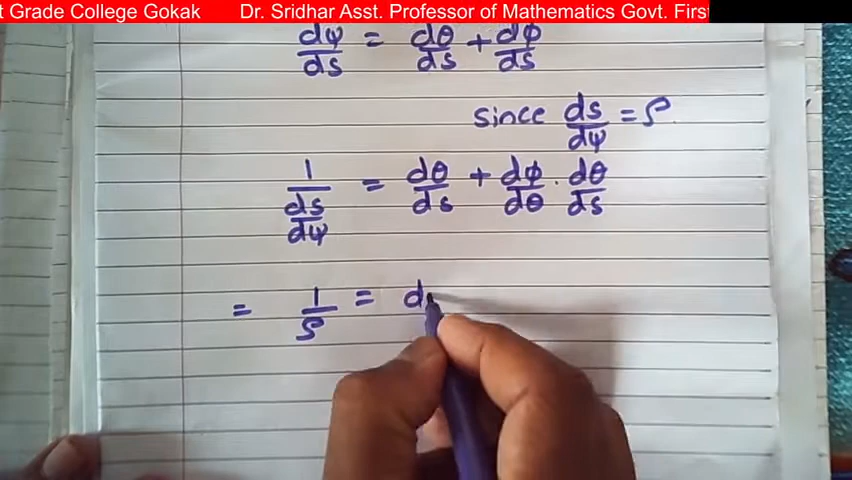 t Grade College Gokak Dr. Sridhar Asst. Professor of Mathematics Govt. Firs
dψ/ds = dθ/ds + dϕ/ds
since ds/dψ = ρ
1/(ds/dψ) = dθ/ds + dϕ/dθ · dθ/ds
= 1/ρ = d